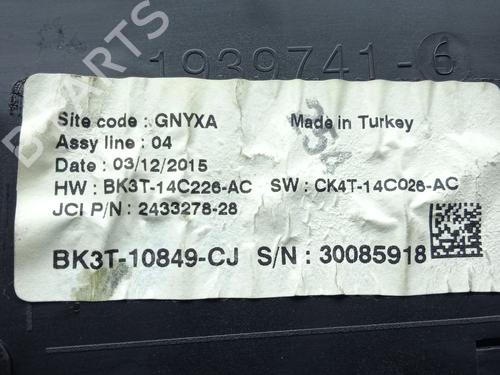 1939741-6
Site code : GNYXA Made in Turkey
Assy line : 04
Date : 03/12/2015
HW : BK3T-14C226-AC SW : CK4T-14C026-AC
JCI P/N : 2433278-28
BK3T-10849-CJ S/N : 30085918